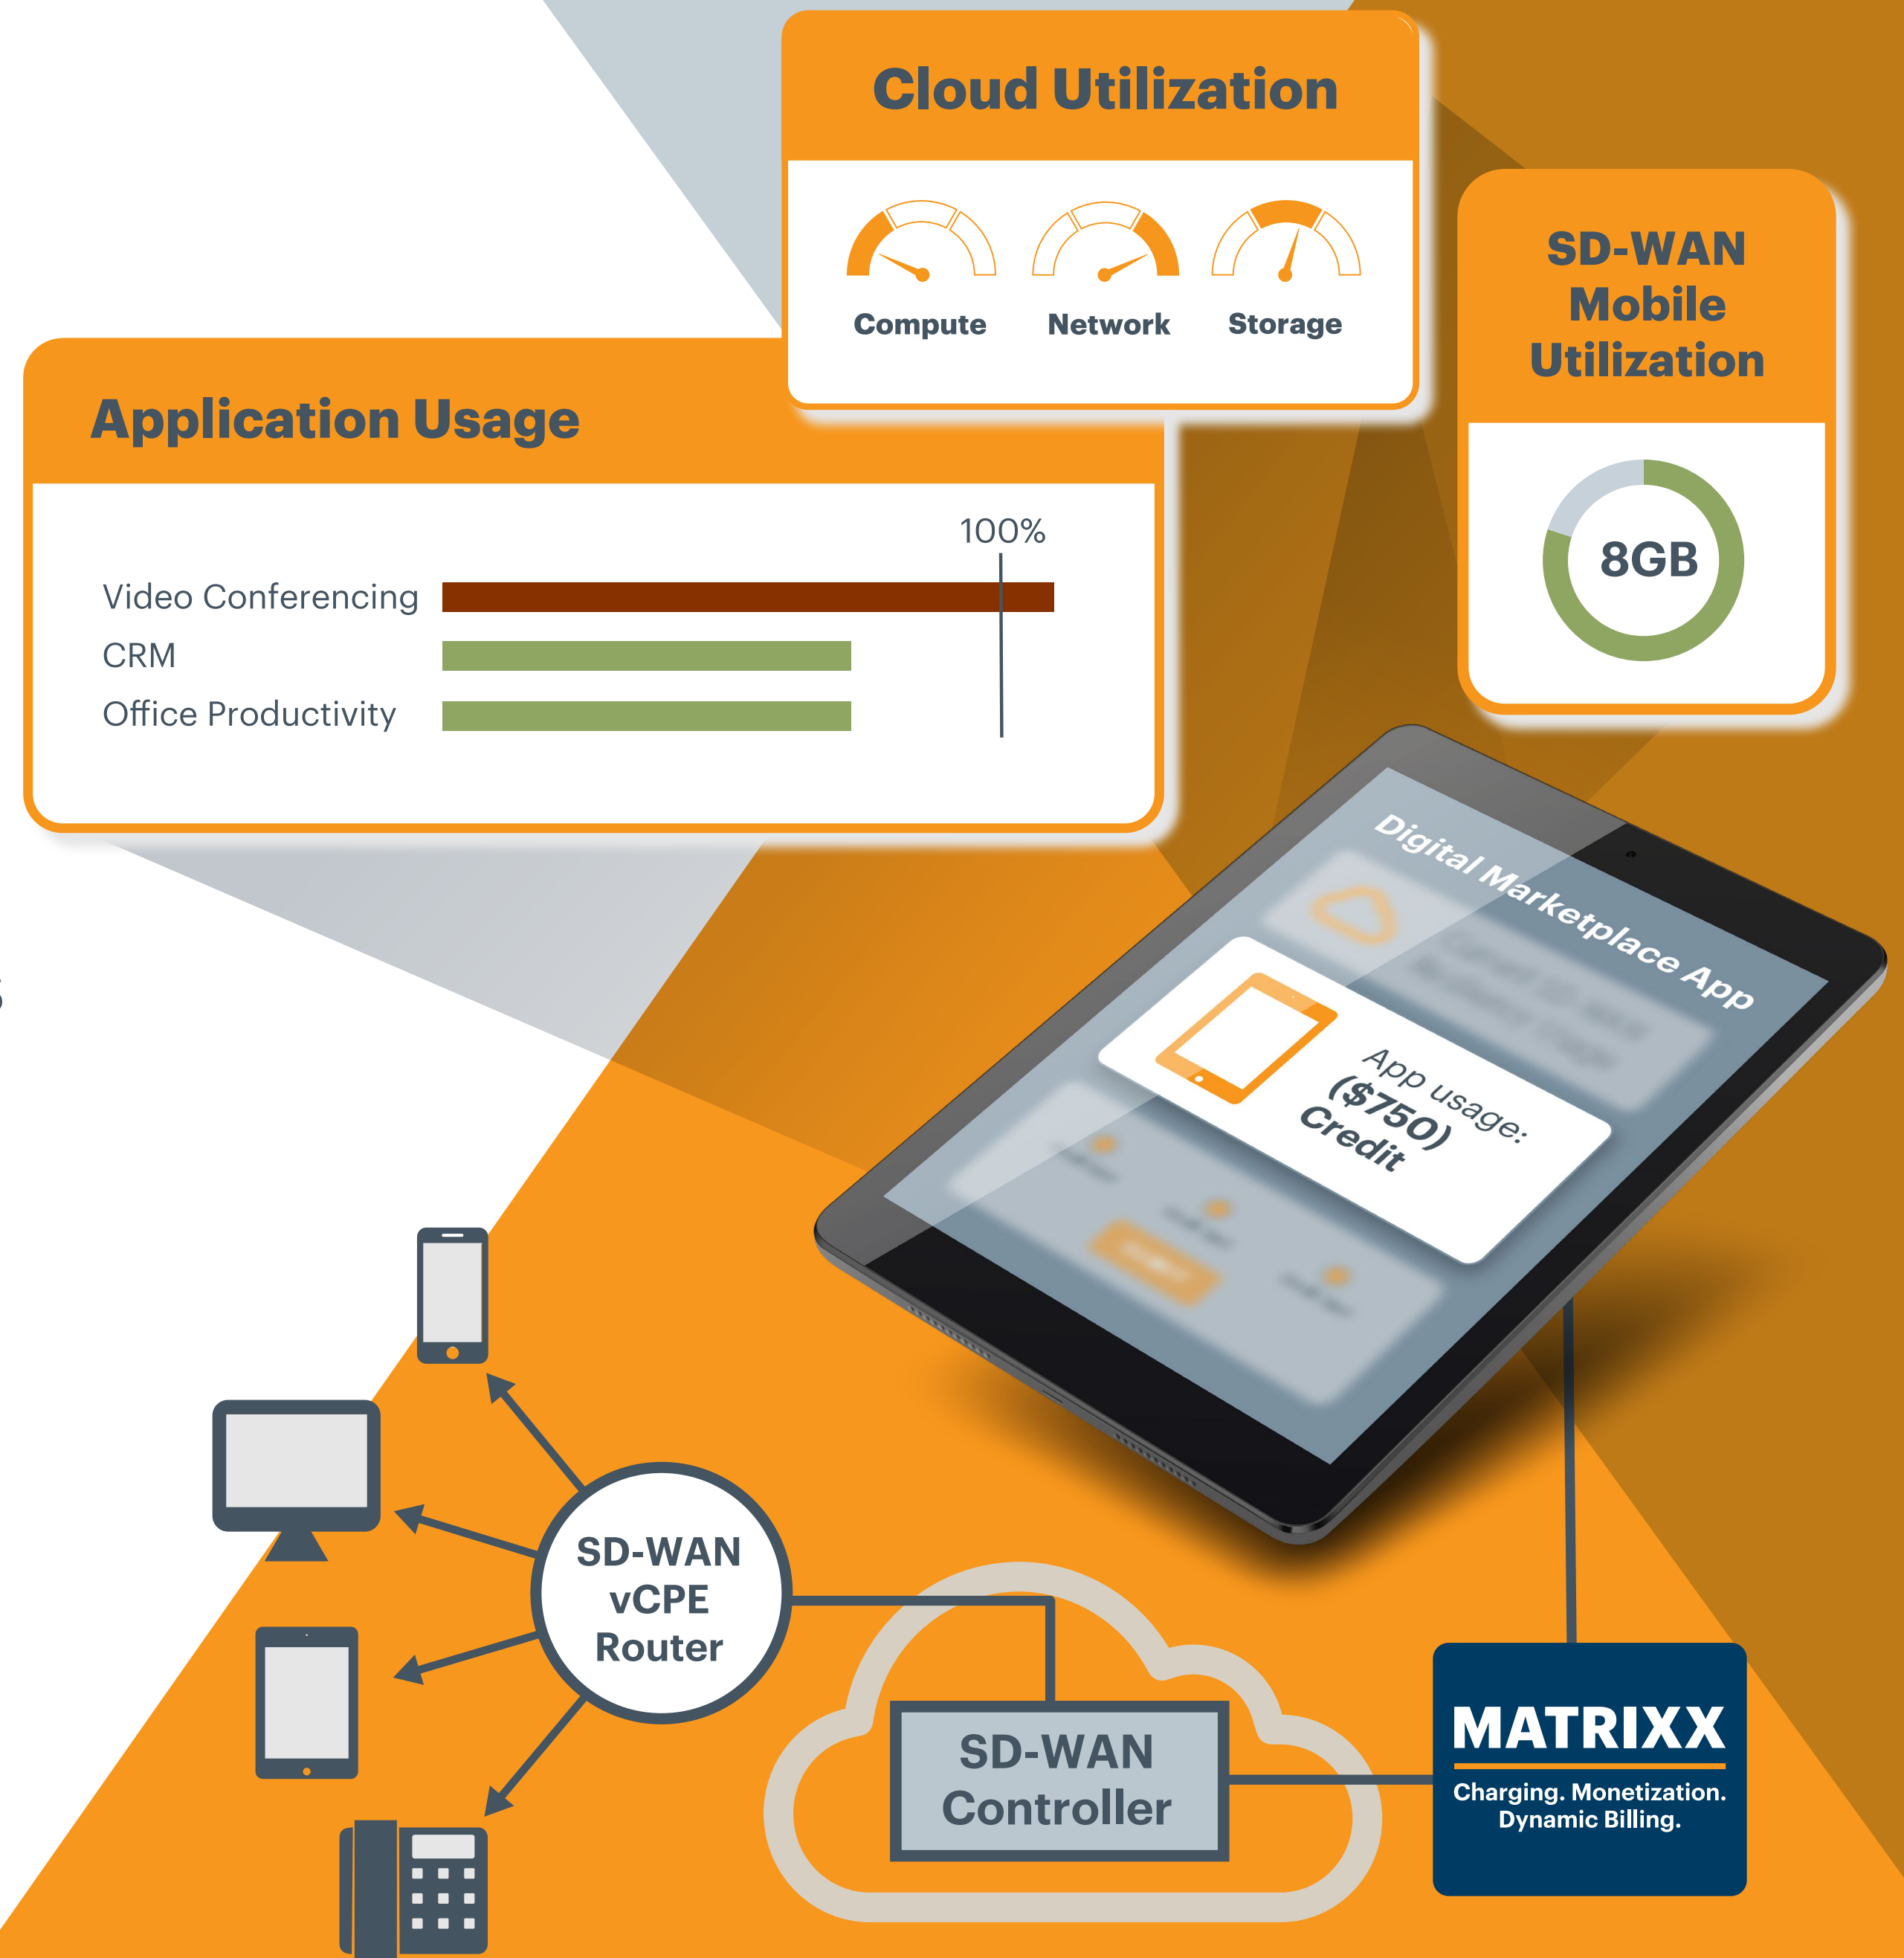 Cloud Utilization
Compute
Network
Storage
SD-WAN
Mobile
Utilization
8GB
Application Usage
100%
Video Conferencing
CRM
Office Productivity
Digital Marketplace App
App usage:
($750)
Credit
SD-WAN
vCPE
Router
SD-WAN
Controller
MATRIXX
Charging. Monetization.
Dynamic Billing.